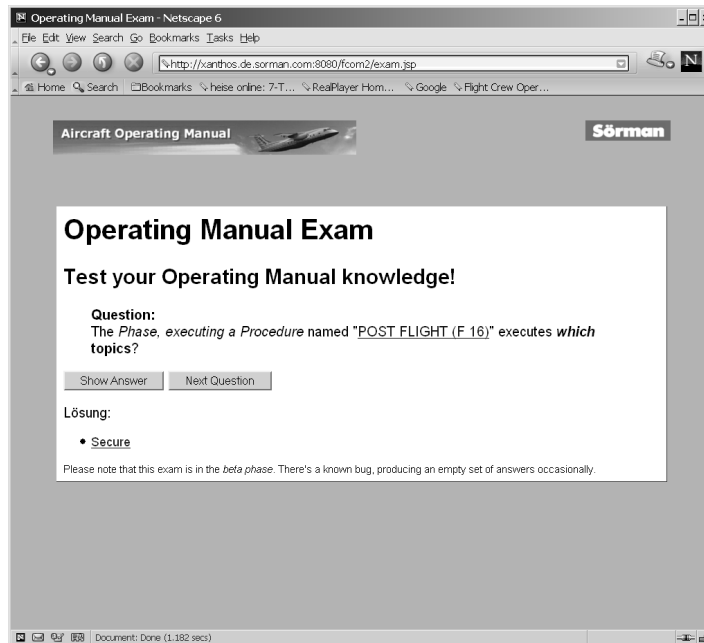 Operating Manual Exam - Netscape 6
File Edit View Search Go Bookmarks Tasks Help
http://xanthos.de.sorman.com:8080/fcom2/exam.jsp
N
Home Search Bookmarks heise online: 7-T... RealPlayer Hom... Google Flight Crew Oper...
Aircraft Operating Manual
Sörman
Operating Manual Exam
Test your Operating Manual knowledge!
Question:
The Phase, executing a Procedure named "POST FLIGHT (F 16)" executes which
topics?
Show Answer Next Question
Lösung:
• Secure
Please note that this exam is in the beta phase. There's a known bug, producing an empty set of answers occasionally.
Document: Done (1.182 secs)